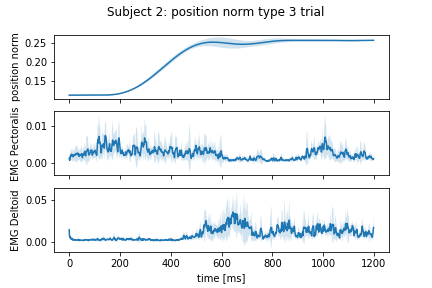 Subject 2: position norm type 3 trial
position norm
0.25
0.20
0.15
EMG Pectoralis
0.01
0.00
EMG Deltoid
0.05
0.00
0 200 400 600 800 1000 1200
time [ms]